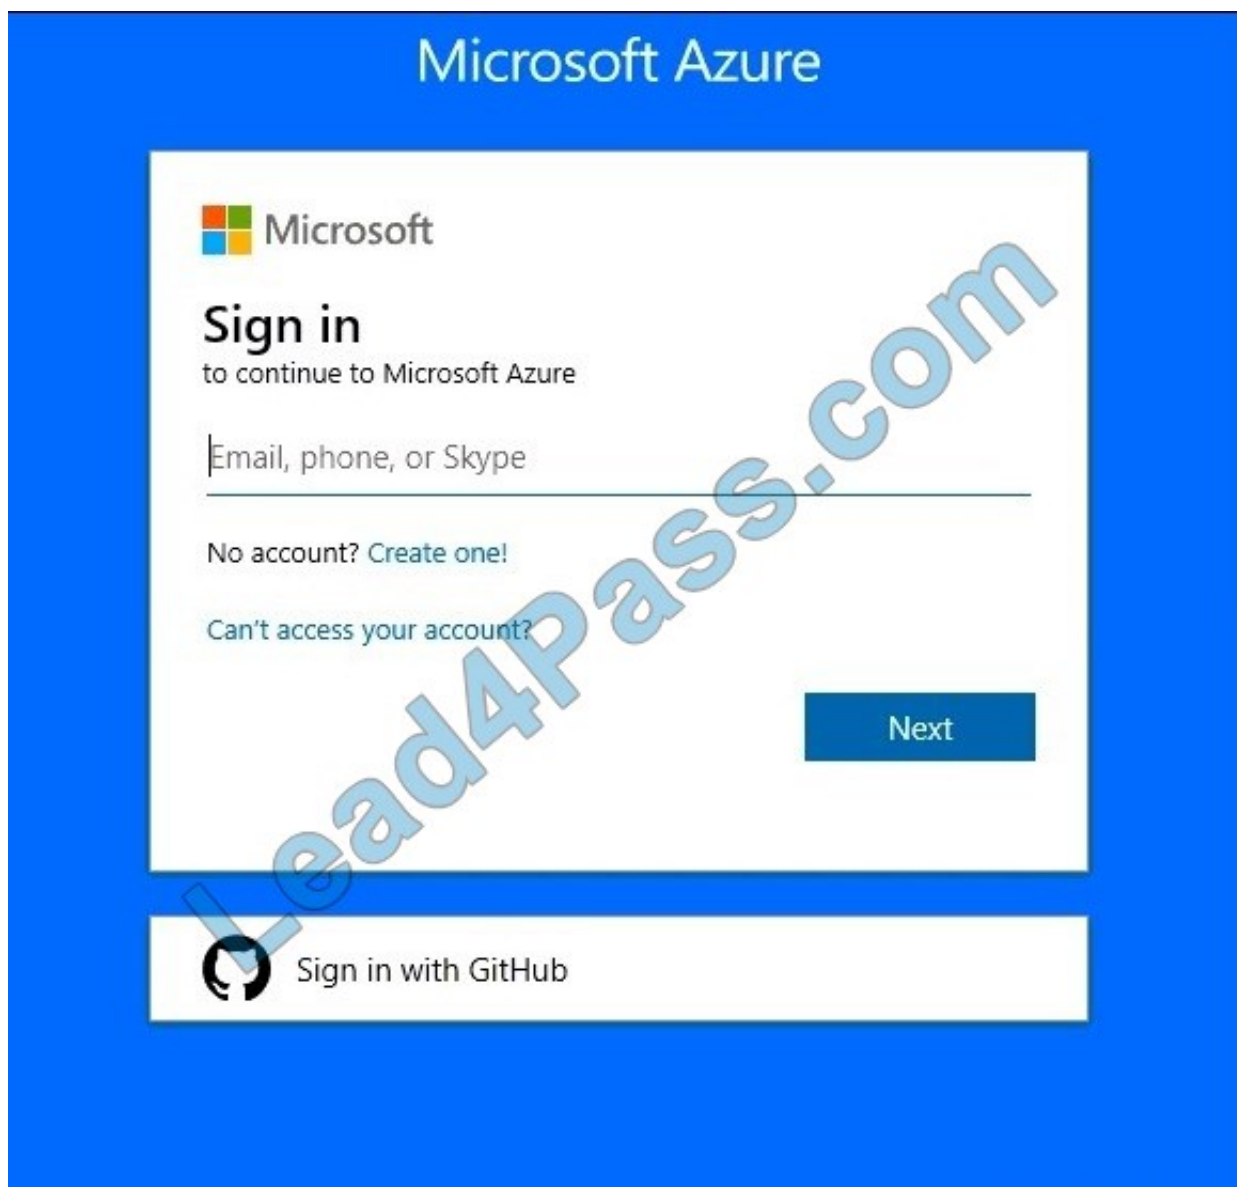 Microsoft Azure
Microsoft
Sign in
to continue to Microsoft Azure
Email, phone, or Skype
No account? Create one!
Can't access your account?
Next
Sign in with GitHub
Lead4Pass.com